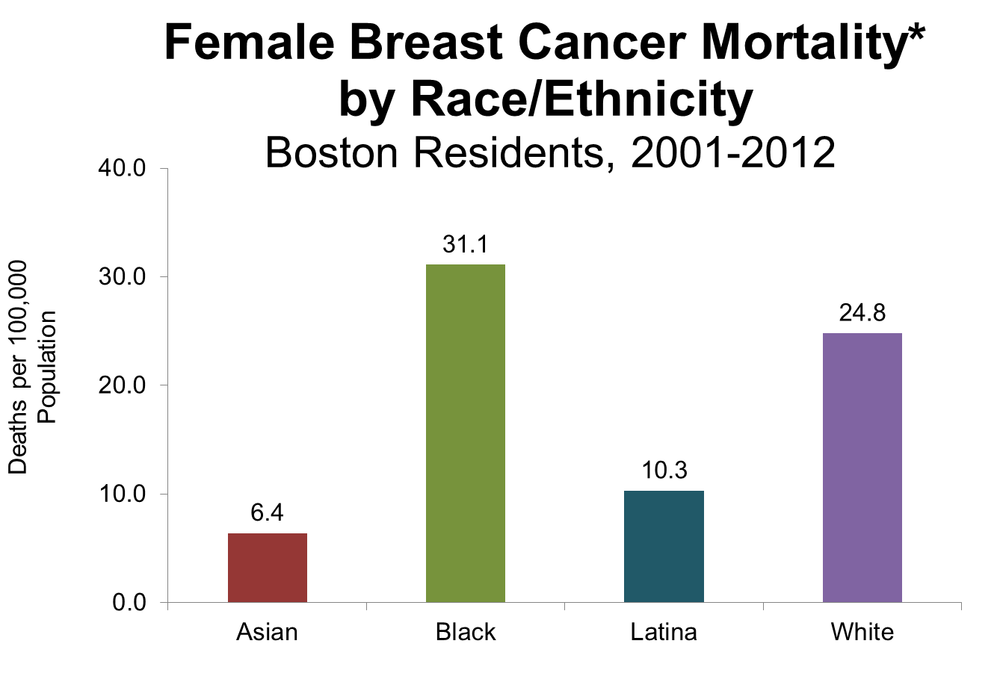 Female Breast Cancer Mortality*
by Race/Ethnicity
Boston Residents, 2001-2012
Deaths per 100,000
Population
40.0
30.0
20.0
10.0
0.0
6.4
31.1
10.3
24.8
Asian
Black
Latina
White